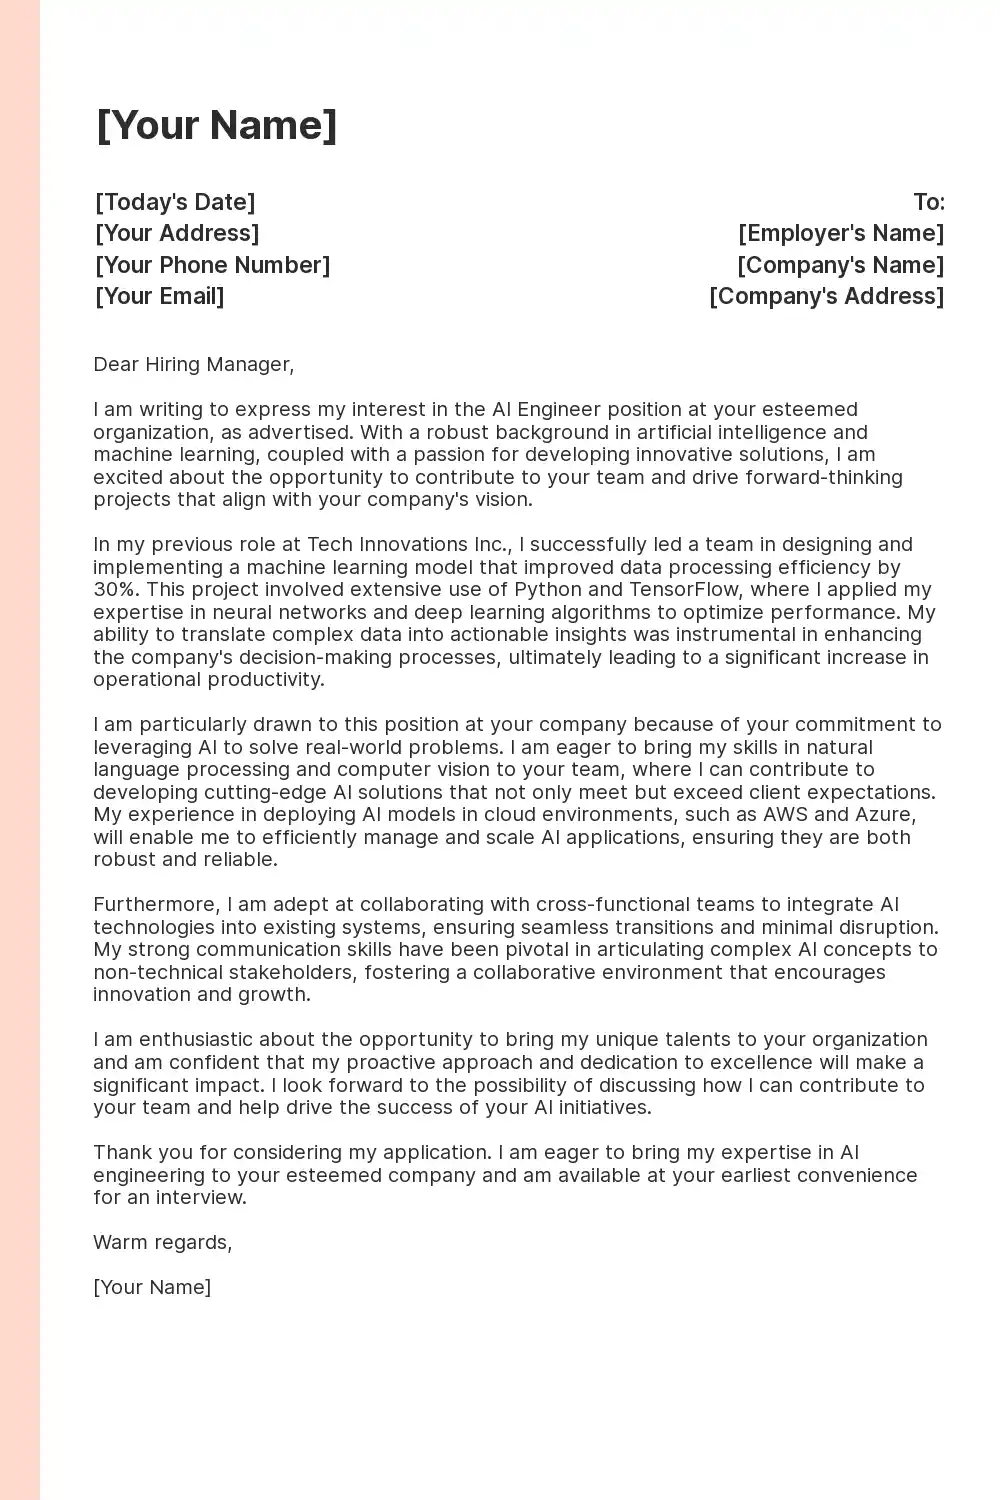 [Your Name]
[Today's Date]
[Your Address]
[Your Phone Number]
[Your Email]
To:
[Employer's Name]
[Company's Name]
[Company's Address]
Dear Hiring Manager,
I am writing to express my interest in the AI Engineer position at your esteemed
organization, as advertised. With a robust background in artificial intelligence and
machine learning, coupled with a passion for developing innovative solutions, I am
excited about the opportunity to contribute to your team and drive forward-thinking
projects that align with your company's vision.
In my previous role at Tech Innovations Inc., I successfully led a team in designing and
implementing a machine learning model that improved data processing efficiency by
30%. This project involved extensive use of Python and TensorFlow, where I applied my
expertise in neural networks and deep learning algorithms to optimize performance. My
ability to translate complex data into actionable insights was instrumental in enhancing
the company's decision-making processes, ultimately leading to a significant increase in
operational productivity.
I am particularly drawn to this position at your company because of your commitment to
leveraging AI to solve real-world problems. I am eager to bring my skills in natural
language processing and computer vision to your team, where I can contribute to
developing cutting-edge AI solutions that not only meet but exceed client expectations.
My experience in deploying AI models in cloud environments, such as AWS and Azure,
will enable me to efficiently manage and scale AI applications, ensuring they are both
robust and reliable.
Furthermore, I am adept at collaborating with cross-functional teams to integrate AI
technologies into existing systems, ensuring seamless transitions and minimal disruption.
My strong communication skills have been pivotal in articulating complex AI concepts to
non-technical stakeholders, fostering a collaborative environment that encourages
innovation and growth.
I am enthusiastic about the opportunity to bring my unique talents to your organization
and am confident that my proactive approach and dedication to excellence will make a
significant impact. I look forward to the possibility of discussing how I can contribute to
your team and help drive the success of your AI initiatives.
Thank you for considering my application. I am eager to bring my expertise in AI
engineering to your esteemed company and am available at your earliest convenience
for an interview.
Warm regards,
[Your Name]